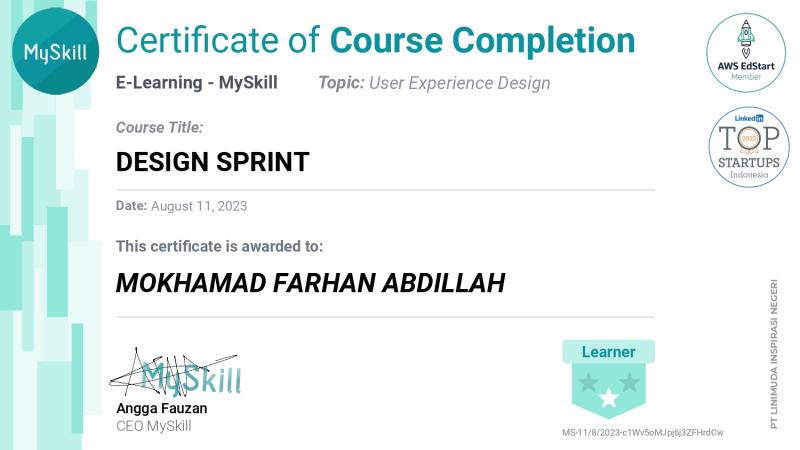 MySkill
Certificate of Course Completion
E-Learning - MySkill Topic: User Experience Design
AWS EdStart
Member
Course Title:
DESIGN SPRINT
LinkedIn
TOP
2022
STARTUPS
Indonesia
Date: August 11, 2023
This certificate is awarded to:
MOKHAMAD FARHAN ABDILLAH
PT LINIMUDA INSPIRASI NEGERI
MySkill
Angga Fauzan
CEO MySkill
Learner
MS-11/8/2023-c1Wv5oMJpj6j3ZFHrdCw